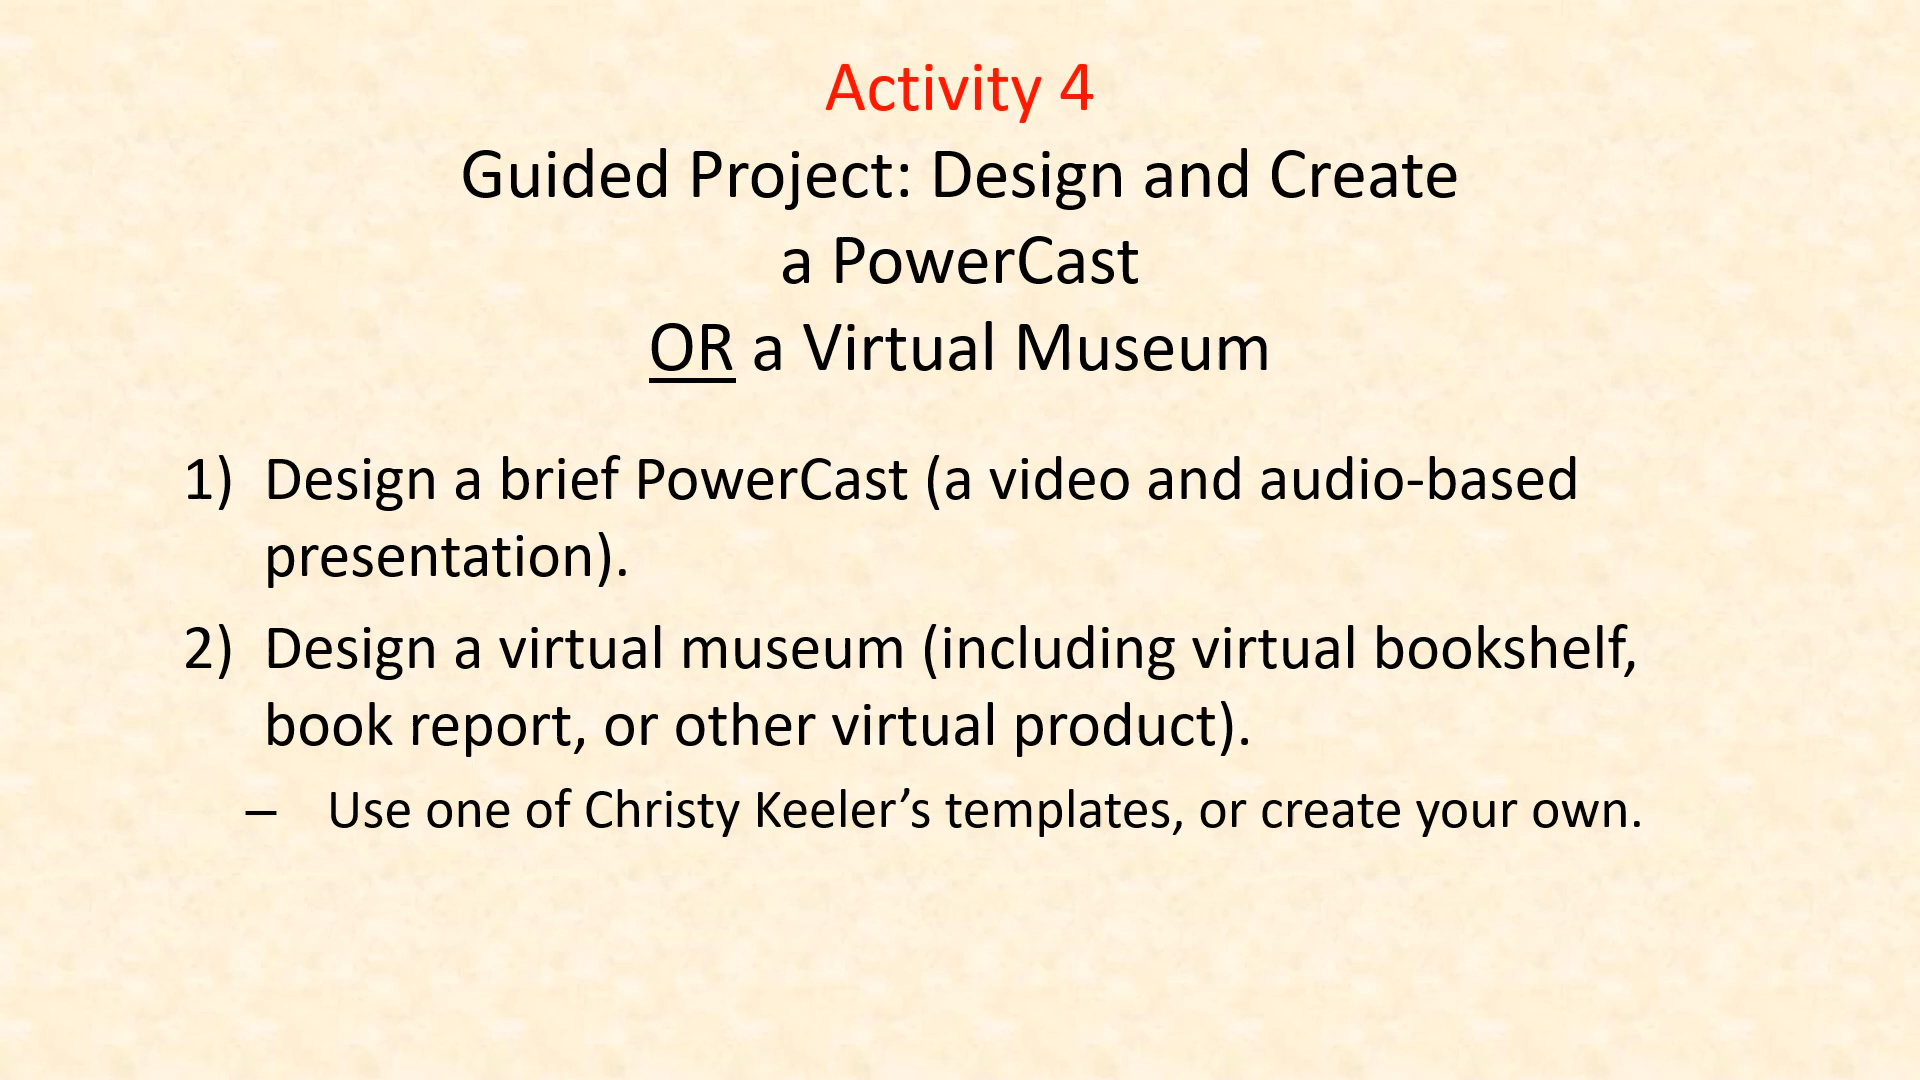 Activity 4
Guided Project: Design and Create
a PowerCast
OR a Virtual Museum
1) Design a brief PowerCast (a video and audio-based
presentation).
2) Design a virtual museum (including virtual bookshelf,
book report, or other virtual product).
– Use one of Christy Keeler’s templates, or create your own.